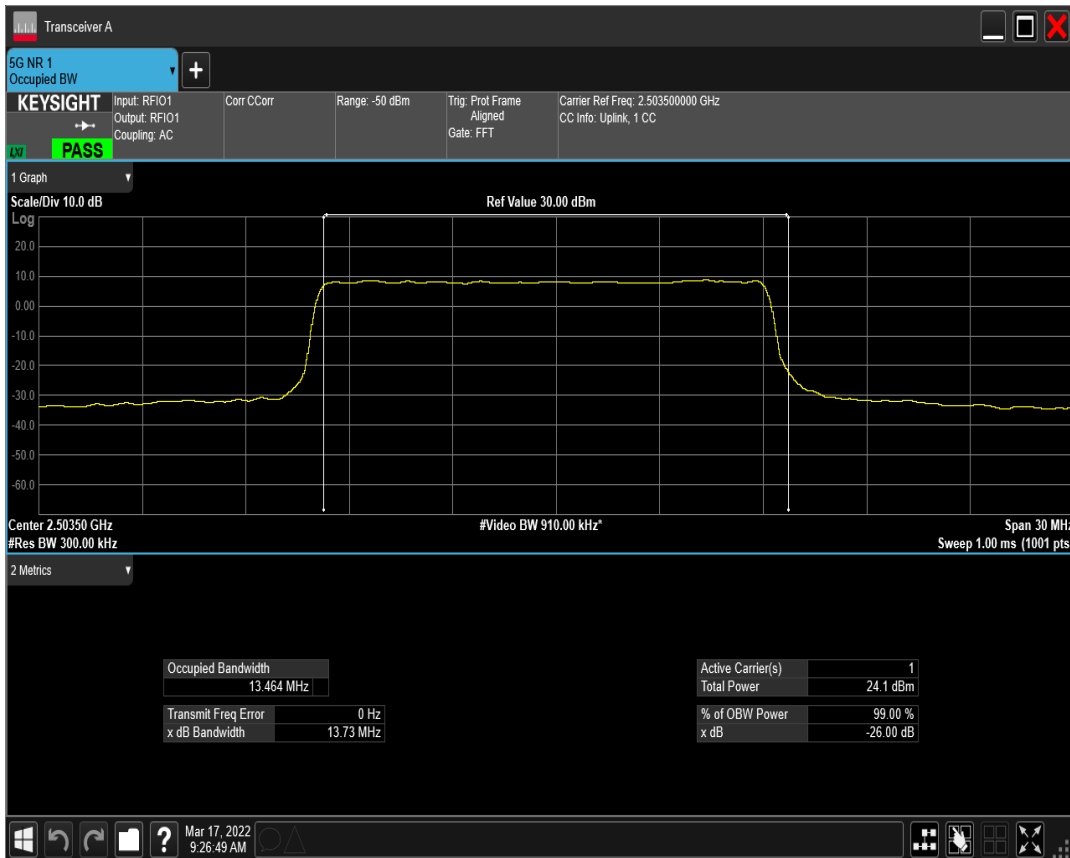 Transceiver A
5G NR 1
Occupied BW
+
KEYSIGHT
LXI
PASS
Input: RFIO1
Output: RFIO1
Coupling: AC
Corr CCorr
Range: -50 dBm
Trig: Prot Frame
Aligned
Gate: FFT
Carrier Ref Freq: 2.503500000 GHz
CC Info: Uplink, 1 CC
1 Graph
Scale/Div 10.0 dB
Ref Value 30.00 dBm
Log
20.0
10.0
0.00
-10.0
-20.0
-30.0
-40.0
-50.0
-60.0
Center 2.50350 GHz
#Video BW 910.00 kHz*
Span 30 MHz
#Res BW 300.00 kHz
Sweep 1.00 ms (1001 pts
2 Metrics
Occupied Bandwidth
13.464 MHz
Transmit Freq Error 0 Hz
x dB Bandwidth 13.73 MHz
Active Carrier(s) 1
Total Power 24.1 dBm
% of OBW Power 99.00 %
x dB -26.00 dB
?
Mar 17, 2022
9:26:49 AM